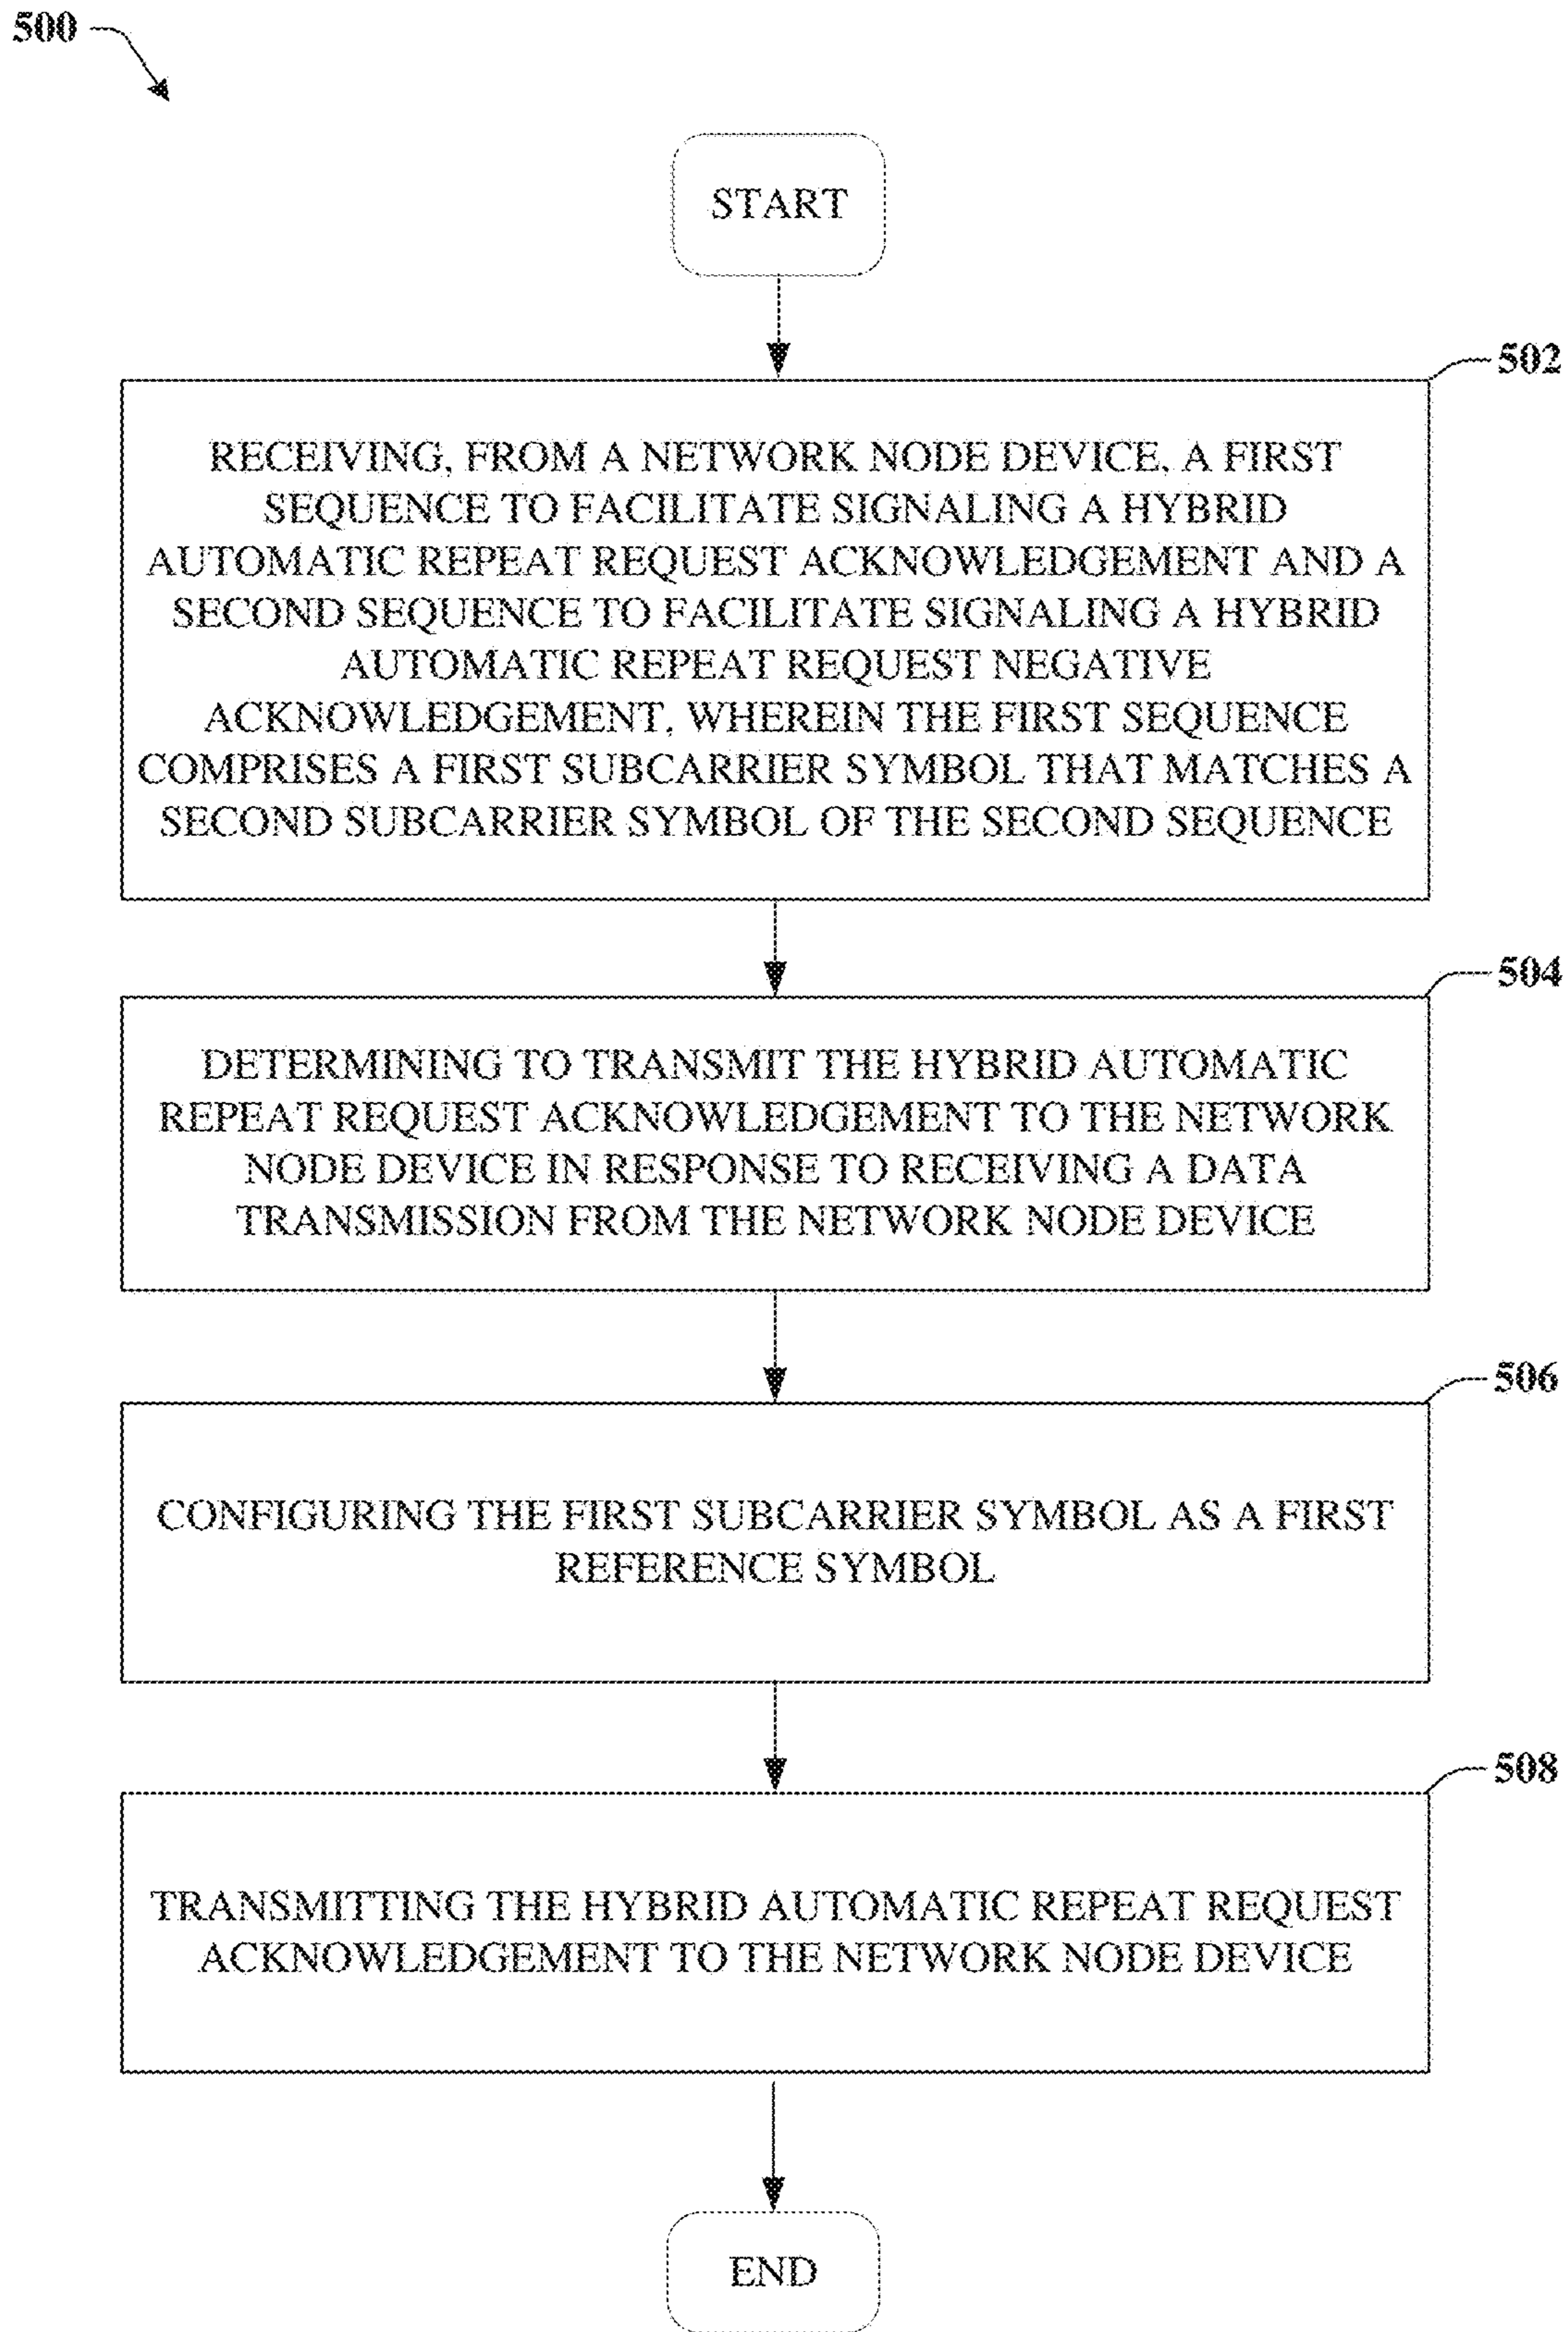 500
START
502
RECEIVING, FROM A NETWORK NODE DEVICE, A FIRST
SEQUENCE TO FACILITATE SIGNALING A HYBRID
AUTOMATIC REPEAT REQUEST ACKNOWLEDGEMENT AND A
SECOND SEQUENCE TO FACILITATE SIGNALING A HYBRID
AUTOMATIC REPEAT REQUEST NEGATIVE
ACKNOWLEDGEMENT, WHEREIN THE FIRST SEQUENCE
COMPRISES A FIRST SUBCARRIER SYMBOL THAT MATCHES A
SECOND SUBCARRIER SYMBOL OF THE SECOND SEQUENCE
504
DETERMINING TO TRANSMIT THE HYBRID AUTOMATIC
REPEAT REQUEST ACKNOWLEDGEMENT TO THE NETWORK
NODE DEVICE IN RESPONSE TO RECEIVING A DATA
TRANSMISSION FROM THE NETWORK NODE DEVICE
506
CONFIGURING THE FIRST SUBCARRIER SYMBOL AS A FIRST
REFERENCE SYMBOL
508
TRANSMITTING THE HYBRID AUTOMATIC REPEAT REQUEST
ACKNOWLEDGEMENT TO THE NETWORK NODE DEVICE
END